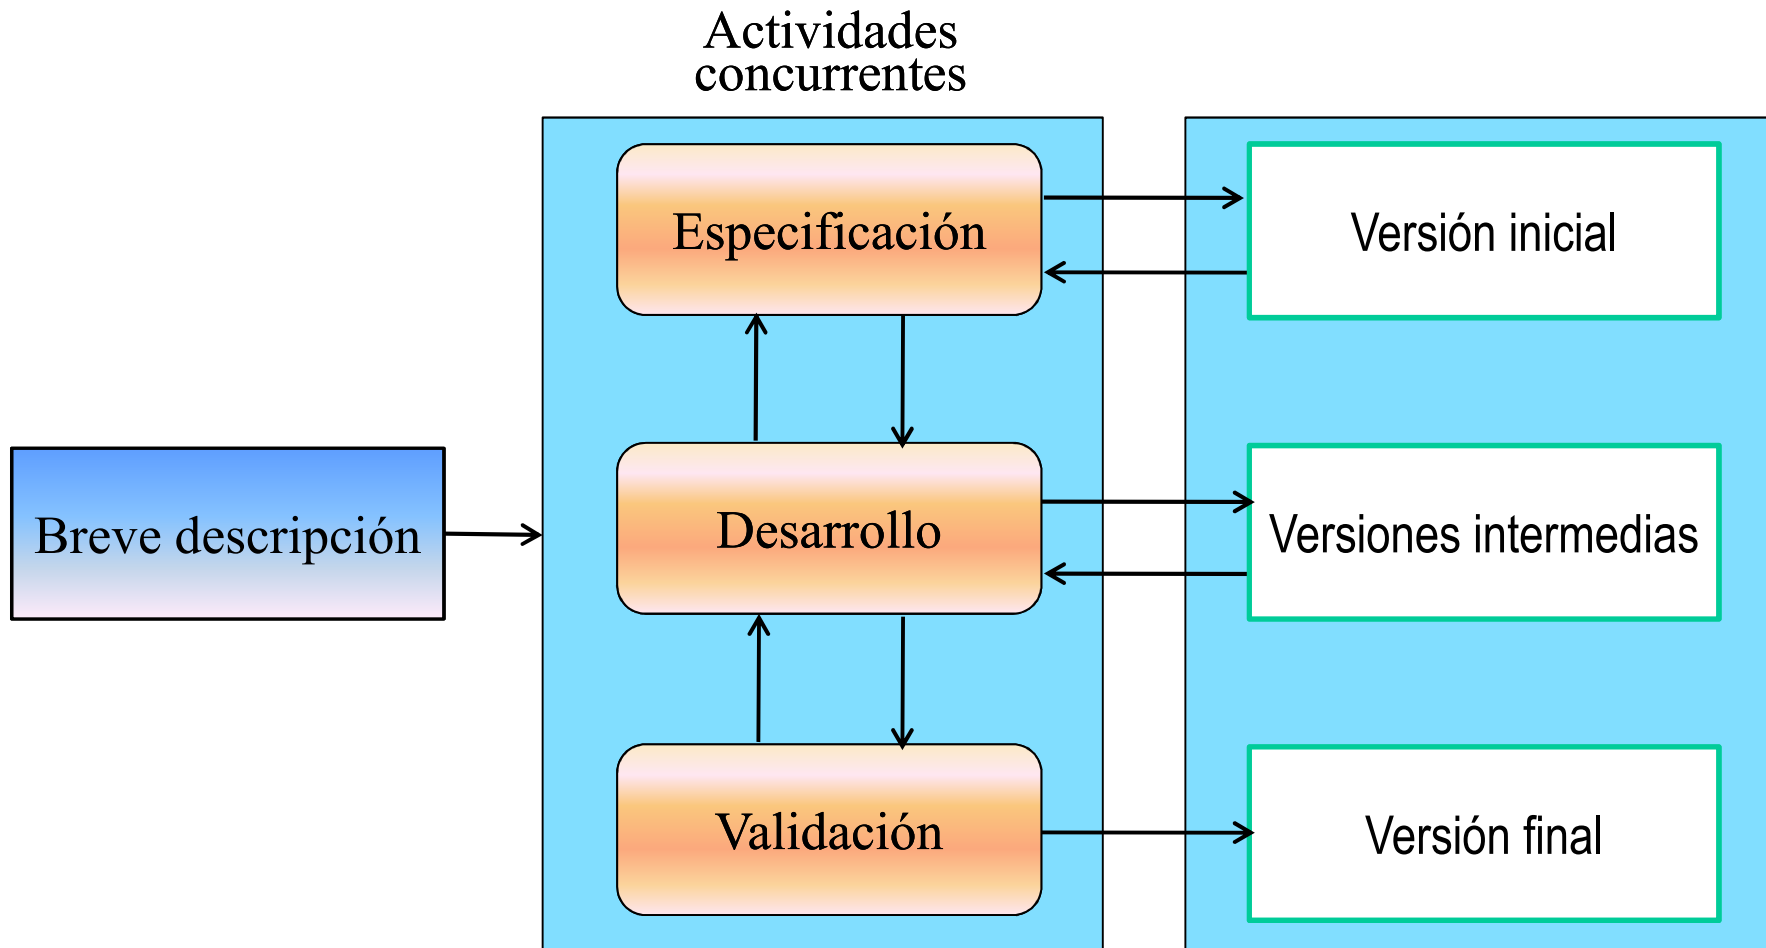 Actividades
concurrentes
Especificación
Versión inicial
Breve descripción
Desarrollo
Versiones intermedias
Validación
Versión final